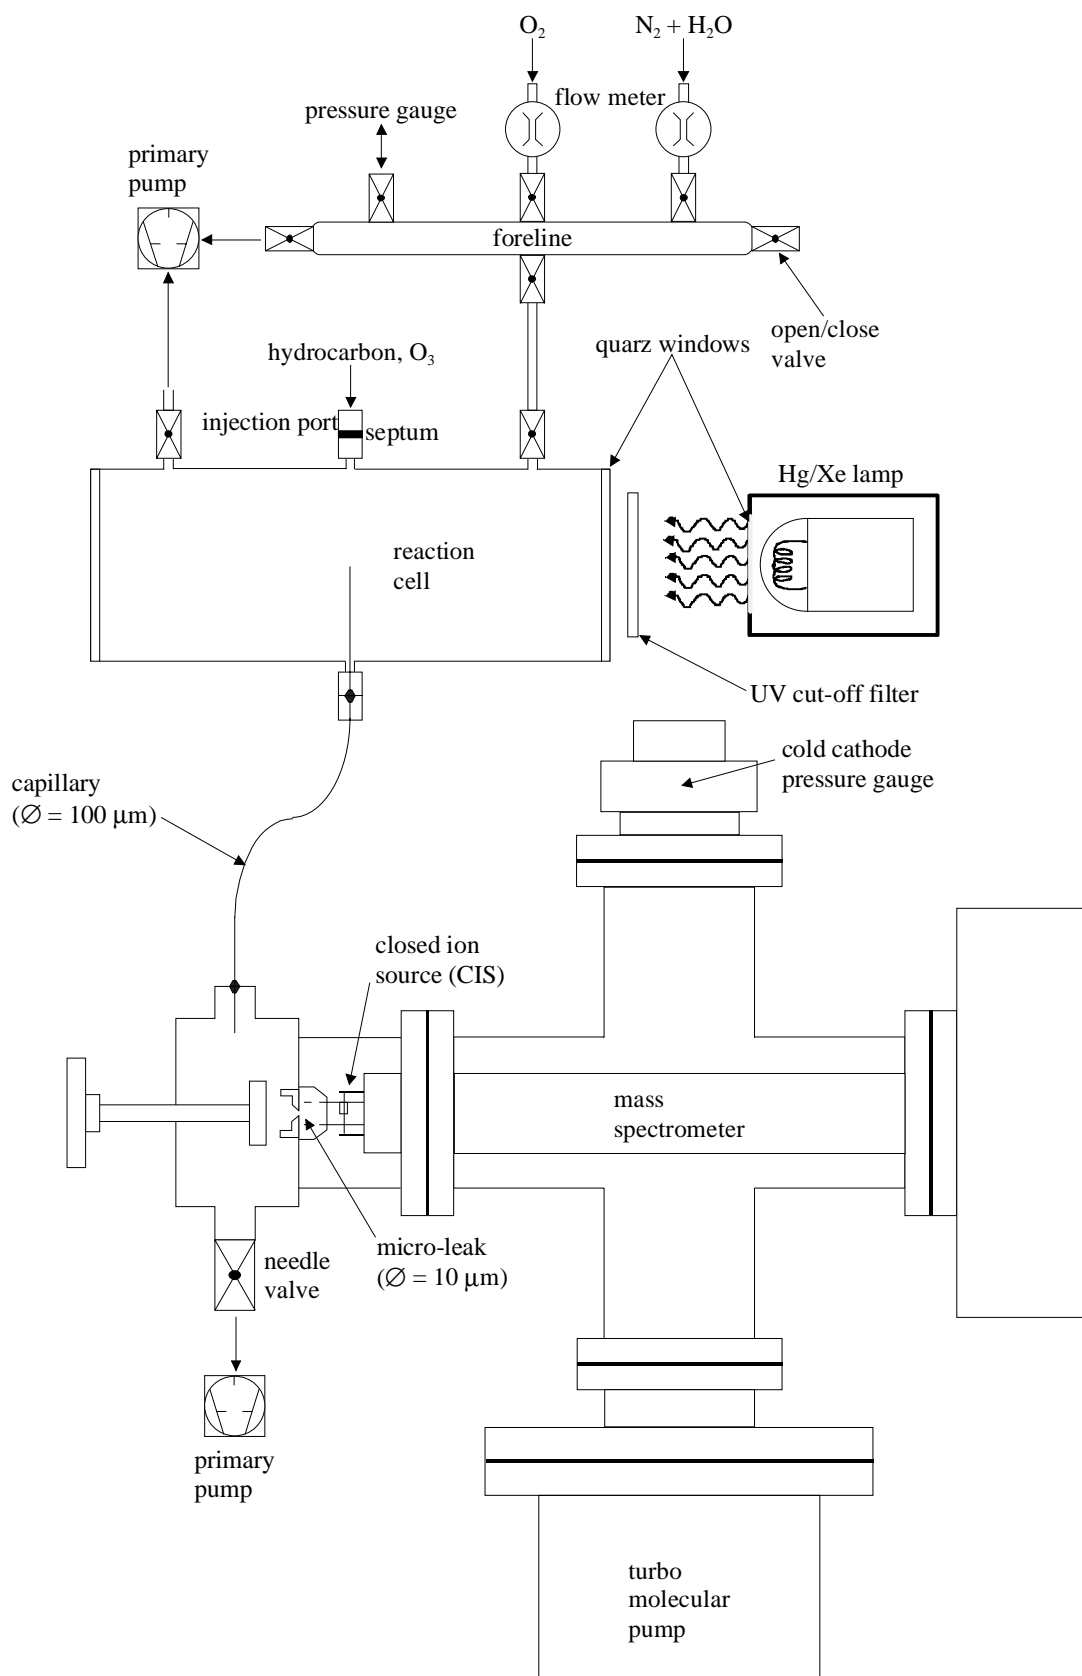 O₂
N₂ + H₂O
flow meter
pressure gauge
primary
pump
foreline
open/close
valve
quarz windows
hydrocarbon, O₃
injection port
septum
Hg/Xe lamp
reaction
cell
UV cut-off filter
cold cathode
pressure gauge
capillary
(∅ = 100 μm)
closed ion
source (CIS)
mass
spectrometer
micro-leak
(∅ = 10 μm)
needle
valve
primary
pump
turbo
molecular
pump